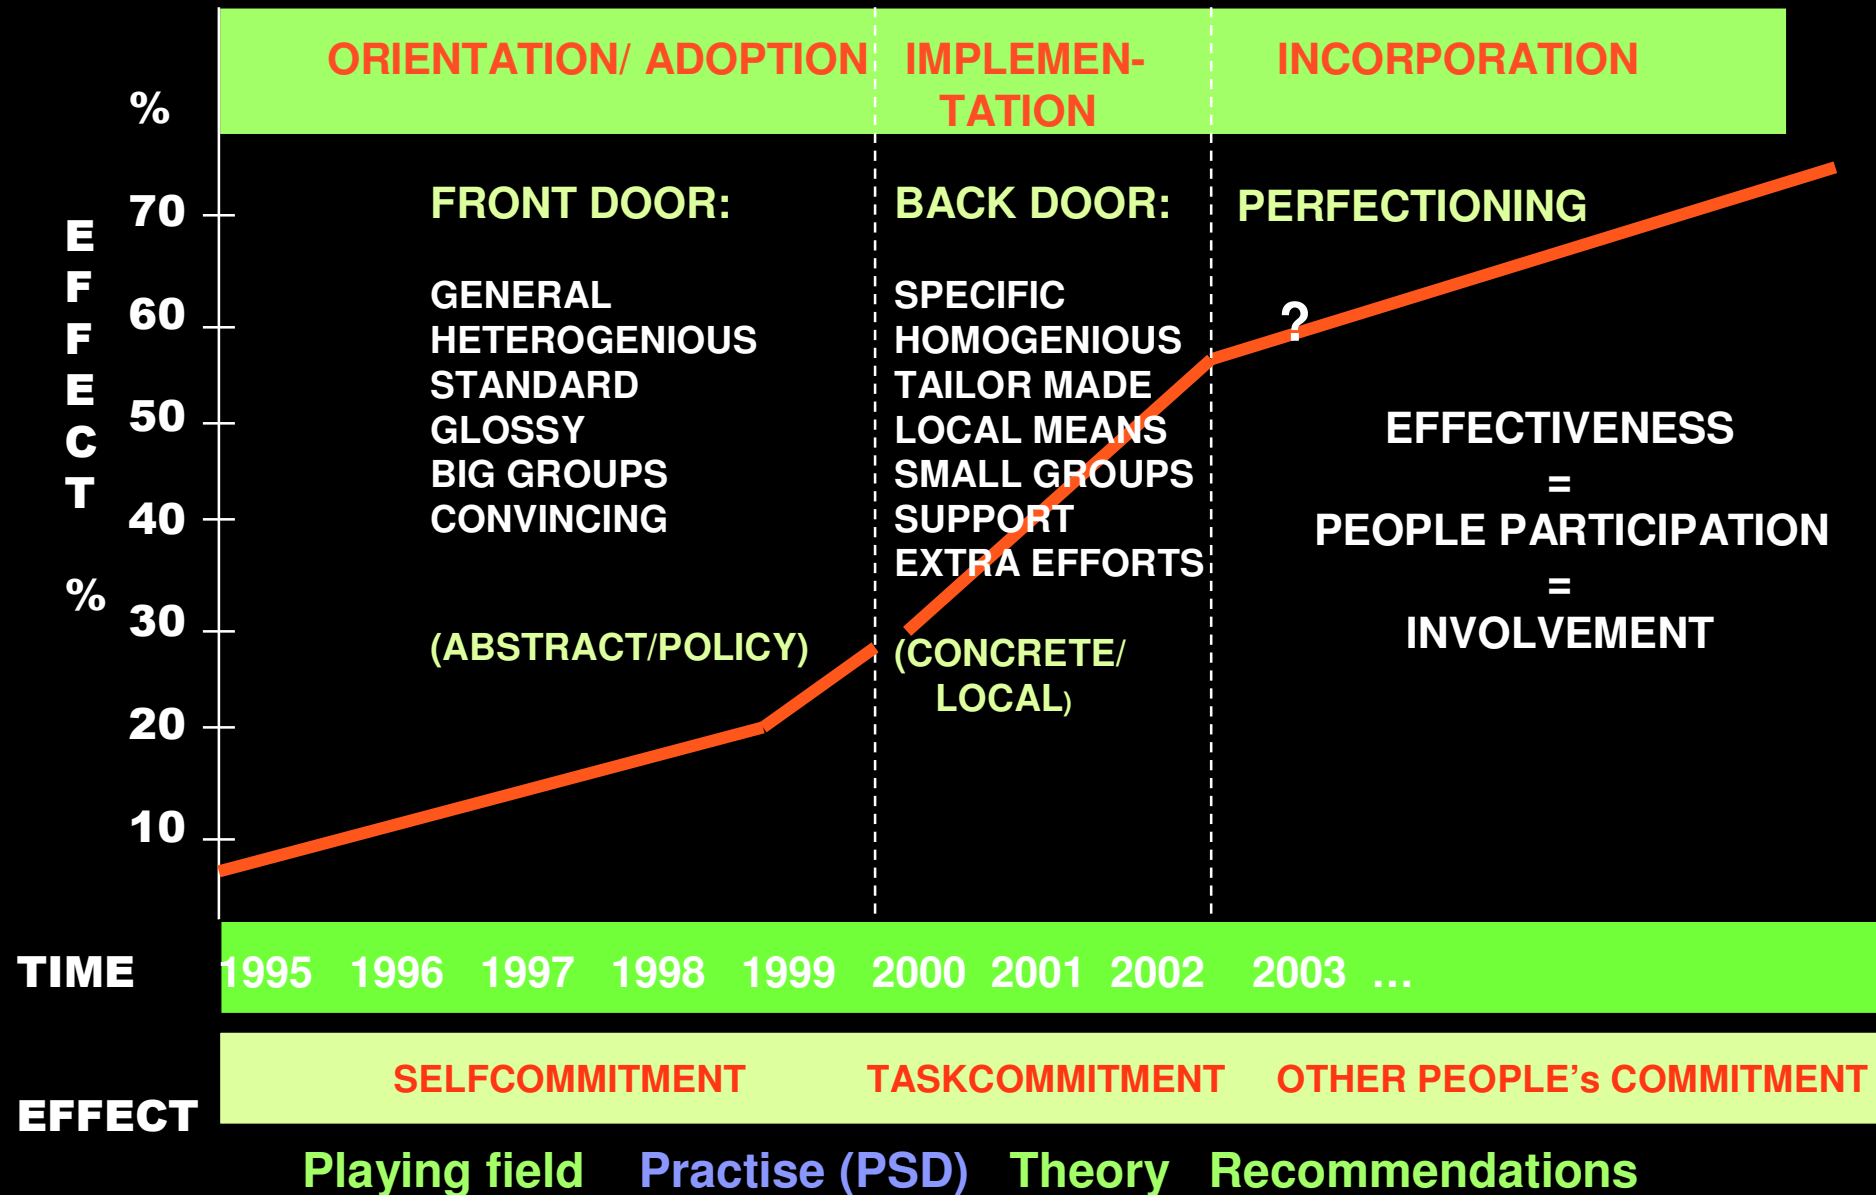 ORIENTATION/ ADOPTION
IMPLEMEN-
TATION
INCORPORATION
%
E
F
F
E
C
T
%
70
60
50
40
30
20
10
FRONT DOOR:
GENERAL
HETEROGENIOUS
STANDARD
GLOSSY
BIG GROUPS
CONVINCING
(ABSTRACT/POLICY)
BACK DOOR:
SPECIFIC
HOMOGENIOUS
TAILOR MADE
LOCAL MEANS
SMALL GROUPS
SUPPORT
EXTRA EFFORTS
(CONCRETE/
LOCAL)
PERFECTIONING
?
EFFECTIVENESS
=
PEOPLE PARTICIPATION
=
INVOLVEMENT
TIME 1995 1996 1997 1998 1999 2000 2001 2002 2003 ...
SELFCOMMITMENT TASKCOMMITMENT OTHER PEOPLE's COMMITMENT
EFFECT
Playing field Practise (PSD) Theory Recommendations